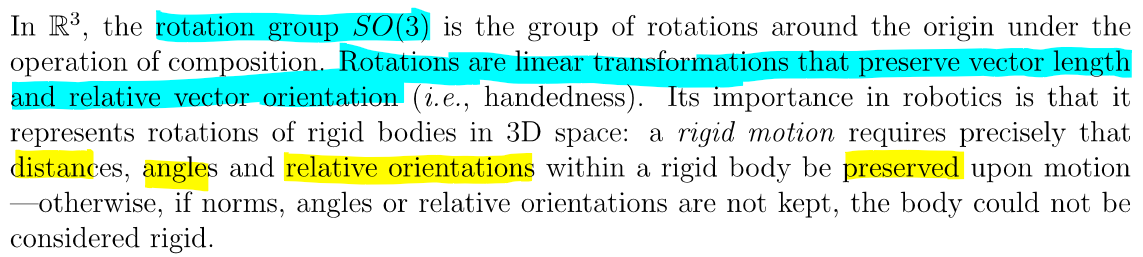 In ℝ³, the rotation group SO(3) is the group of rotations around the origin under the
operation of composition. Rotations are linear transformations that preserve vector length
and relative vector orientation (i.e., handedness). Its importance in robotics is that it
represents rotations of rigid bodies in 3D space: a rigid motion requires precisely that
distances, angles and relative orientations within a rigid body be preserved upon motion
—otherwise, if norms, angles or relative orientations are not kept, the body could not be
considered rigid.